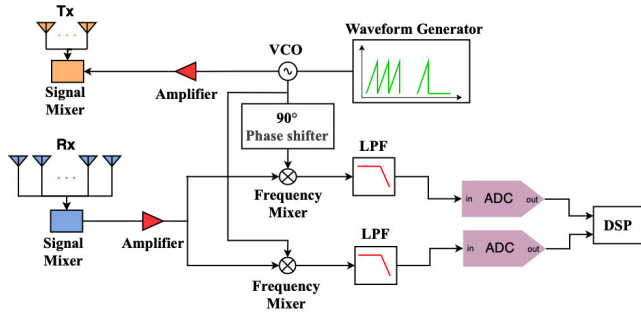 Tx
. . .
Signal
Mixer
Amplifier
VCO
Waveform Generator
90°
Phase shifter
Rx
. . .
Signal
Mixer
Amplifier
Frequency
Mixer
LPF
in ADC out
Frequency
Mixer
LPF
in ADC out
DSP